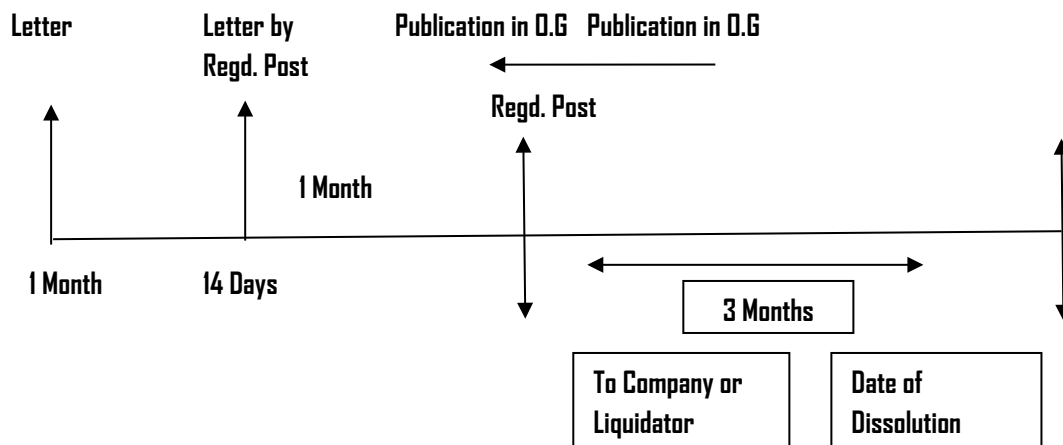 Letter
Letter by
Regd. Post
Publication in O.G Publication in O.G
Regd. Post
1 Month
1 Month
14 Days
3 Months
To Company or
Liquidator
Date of
Dissolution